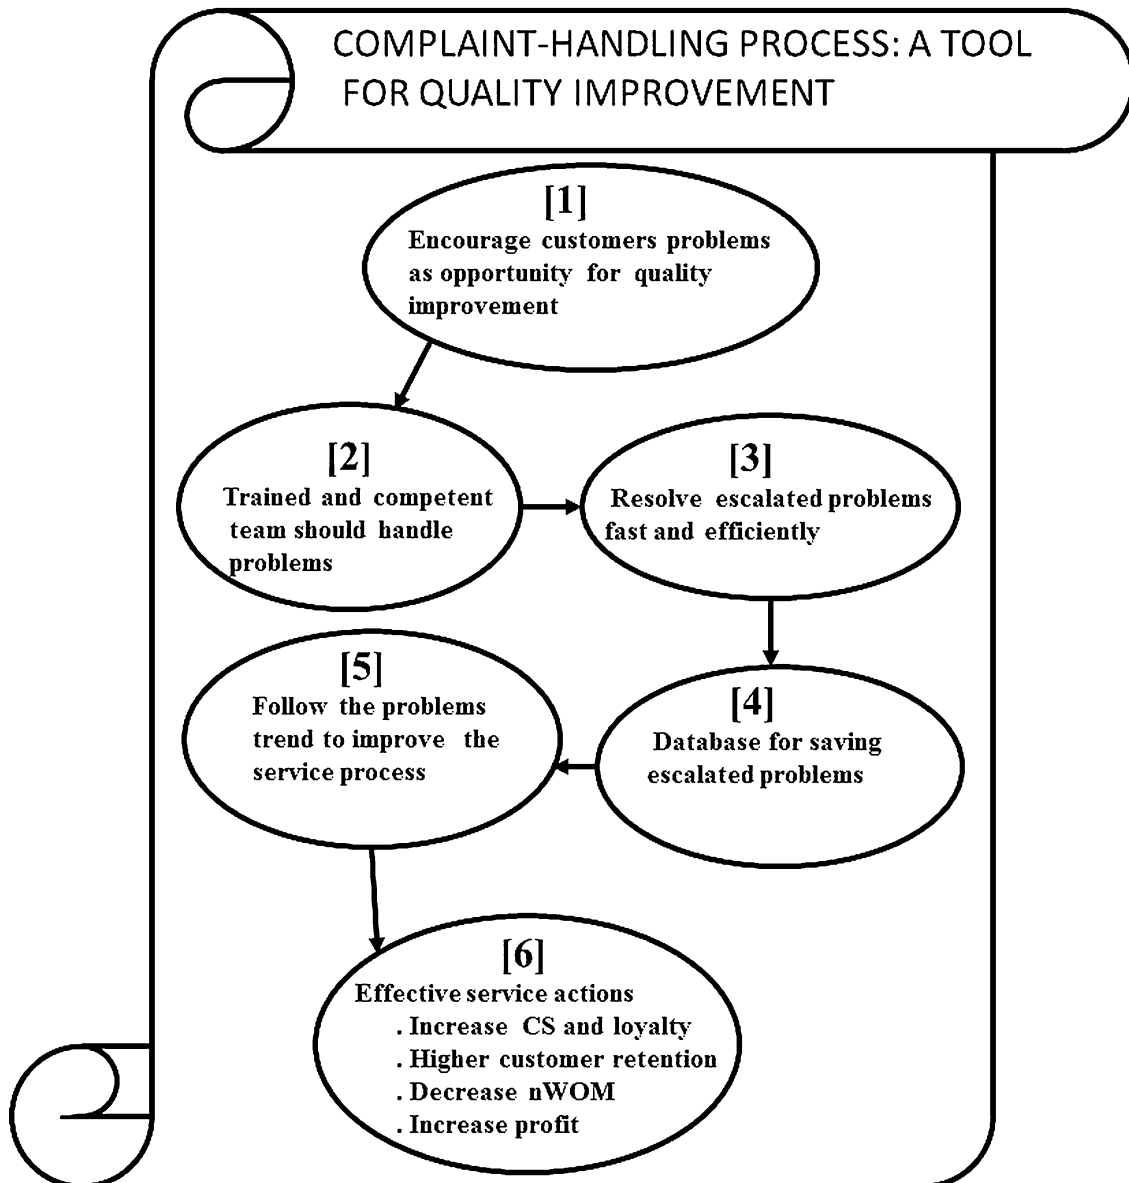 COMPLAINT-HANDLING PROCESS: A TOOL
FOR QUALITY IMPROVEMENT
[1]
Encourage customers problems
as opportunity for quality
improvement
[2]
Trained and competent
team should handle
problems
[3]
Resolve escalated problems
fast and efficiently
[4]
Database for saving
escalated problems
[5]
Follow the problems
trend to improve the
service process
[6]
Effective service actions
. Increase CS and loyalty
. Higher customer retention
. Decrease nWOM
. Increase profit